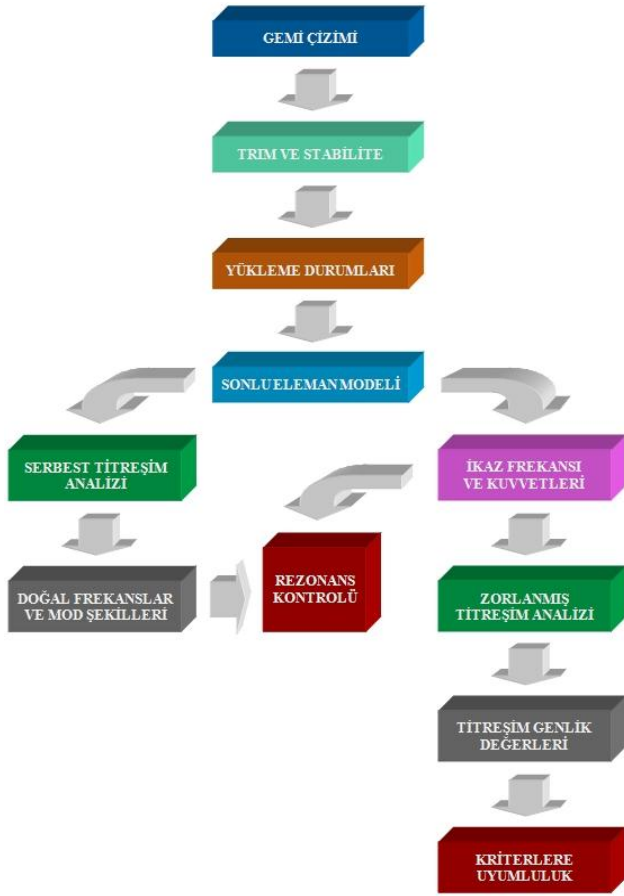 GEMİ ÇİZİMİ
TRIM VE STABİLİTE
YÜKLEME DURUMLARI
SONLU ELEMAN MODELİ
SERBEST TİTREŞİM
ANALİZİ
İKAZ FREKANSI
VE KUVVETLERİ
DOĞAL FREKANSLAR
VE MOD ŞEKİLLERİ
REZONANS
KONTROLÜ
ZORLANMIŞ
TİTREŞİM ANALİZİ
TİTREŞİM GENLİK
DEĞERLERİ
KRİTERLERE
UYUMLULUK